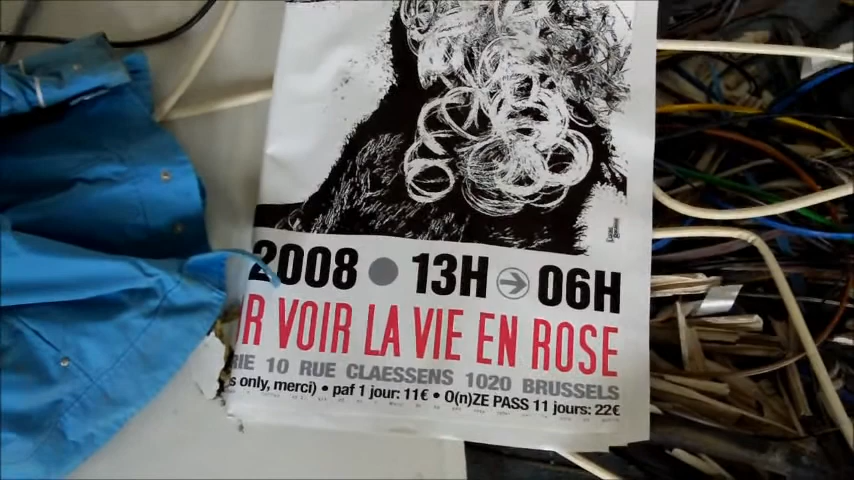 2008 ● 13H → 06H
R VOIR LA VIE EN ROSE
RIE 10 RUE CLAESSENS 1020 BRUSSELS
s only, merci) • paf 1 jour: 11€ • O(n)ZE PASS 11 jours: 22€